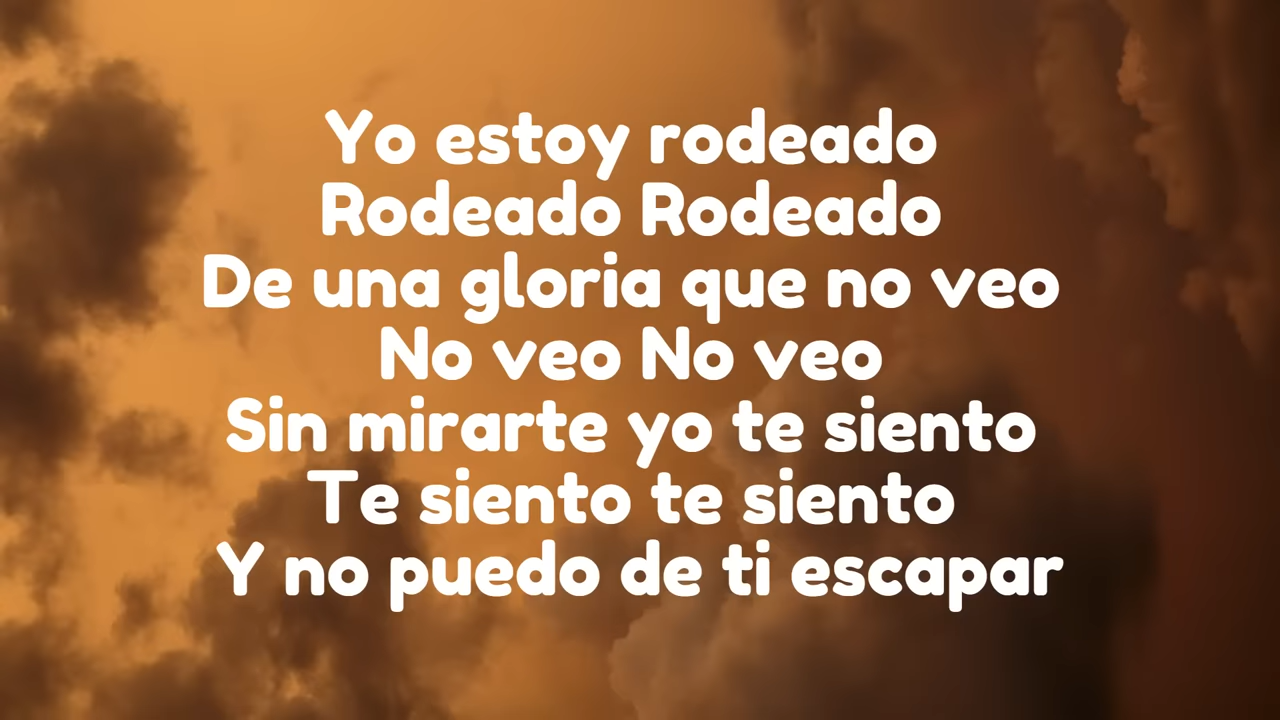 Yo estoy rodeado
Rodeado Rodeado
De una gloria que no veo
No veo No veo
Sin mirarte yo te siento
Te siento te siento
Y no puedo de ti escapar